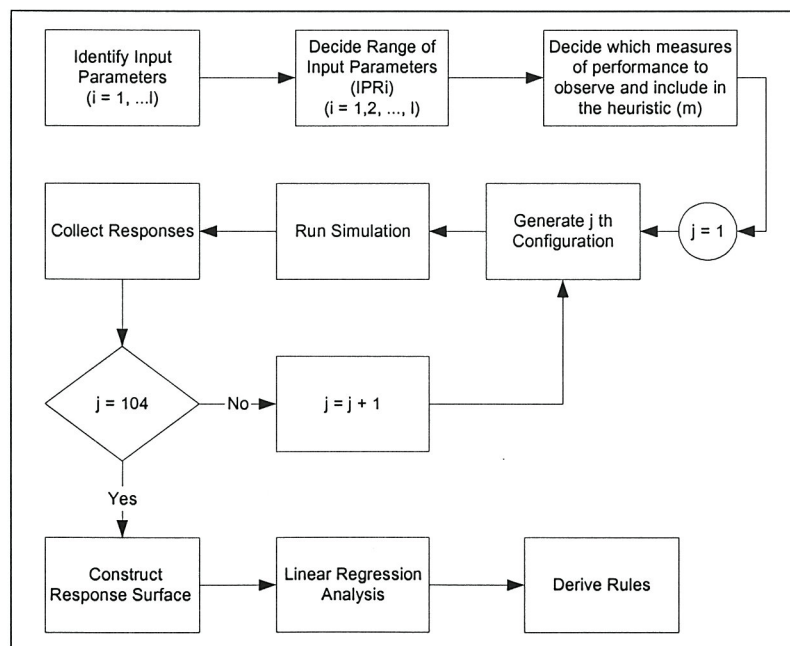 Identify Input
Parameters
(i = 1, ...I)
Decide Range of
Input Parameters
(IPRi)
(i = 1,2, ..., I)
Decide which measures
of performance to
observe and include in
the heuristic (m)
Collect Responses
Run Simulation
Generate j th
Configuration
j = 1
j = 104
No
j = j + 1
Yes
Construct
Response Surface
Linear Regression
Analysis
Derive Rules